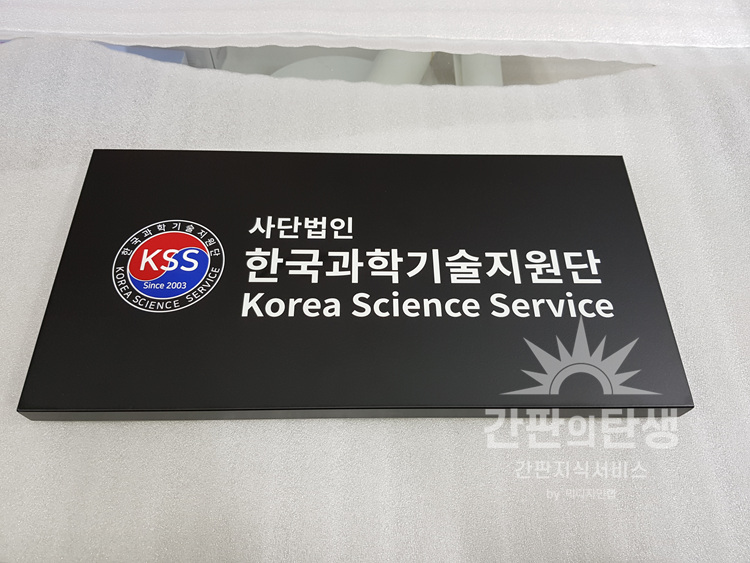 사단법인
한국과학기술지원단
Korea Science Service
한국과학기술지원단
KSS
Since 2003
KOREA SCIENCE SERVICE
간판의탄생
간판지식서비스
by